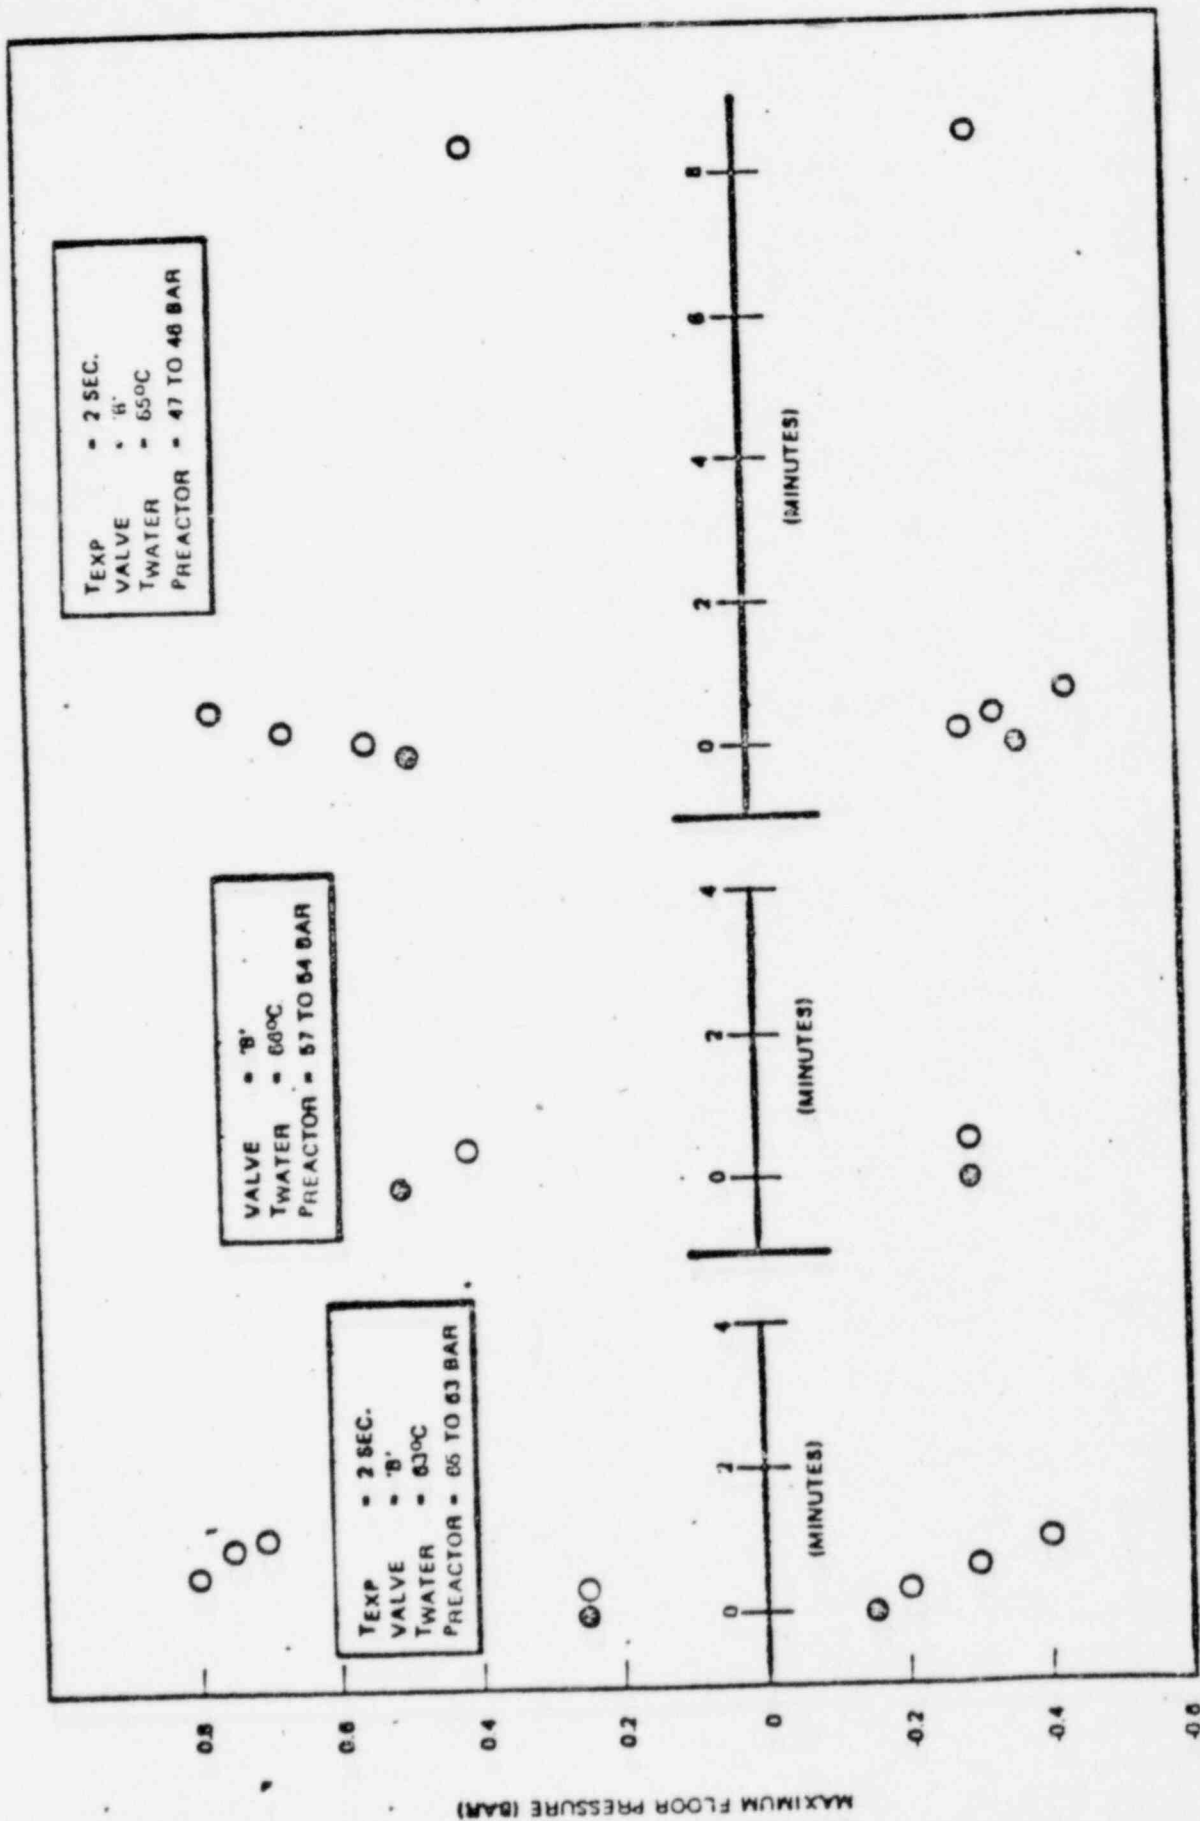 TEXP = 2 SEC.
VALVE = 'B'
TWATER = 63°C
PREACTOR = 65 TO 63 BAR
VALVE = 'B'
TWATER = 66°C
PREACTOR = 57 TO 54 BAR
TEXP = 2 SEC.
VALVE = 'B'
TWATER = 65°C
PREACTOR = 47 TO 46 BAR
MAXIMUM FLOOR PRESSURE (BAR)
0.8
0.6
0.4
0.2
0
-0.2
-0.4
-0.6
0 2 4
(MINUTES)
0 2 4
(MINUTES)
0 2 4 6 8
(MINUTES)